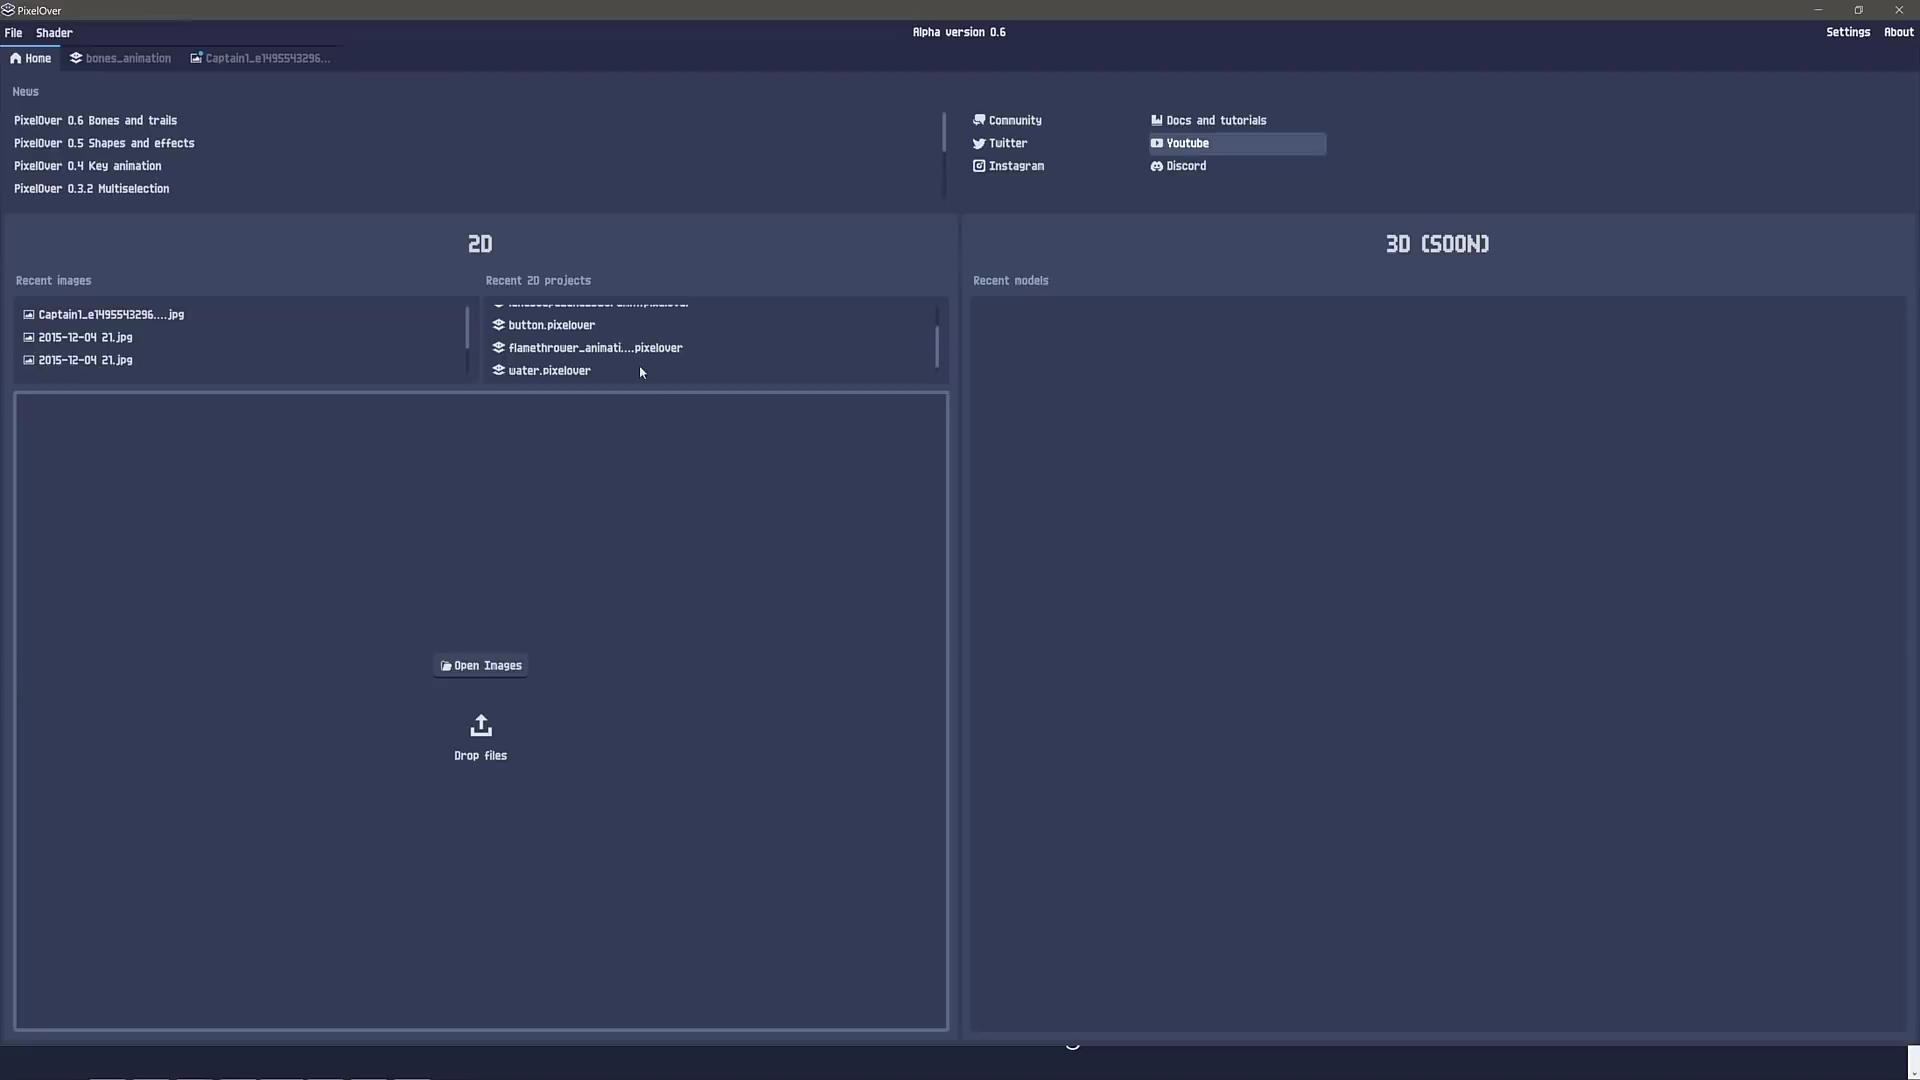 PixelOver
File Shader
Alpha version 0.6
Settings About
Home
bones_animation
Captain1_e1495543296...
News
PixelOver 0.6 Bones and trails
PixelOver 0.5 Shapes and effects
PixelOver 0.4 Key animation
PixelOver 0.3.2 Multiselection
Community
Twitter
Instagram
Docs and tutorials
Youtube
Discord
2D
Recent images
Captain1_e1495543296....jpg
2015-12-04 21.jpg
2015-12-04 21.jpg
Recent 2D projects
button.pixelover
flamethrower_animati....pixelover
water.pixelover
Open Images
Drop files
3D (SOON)
Recent models